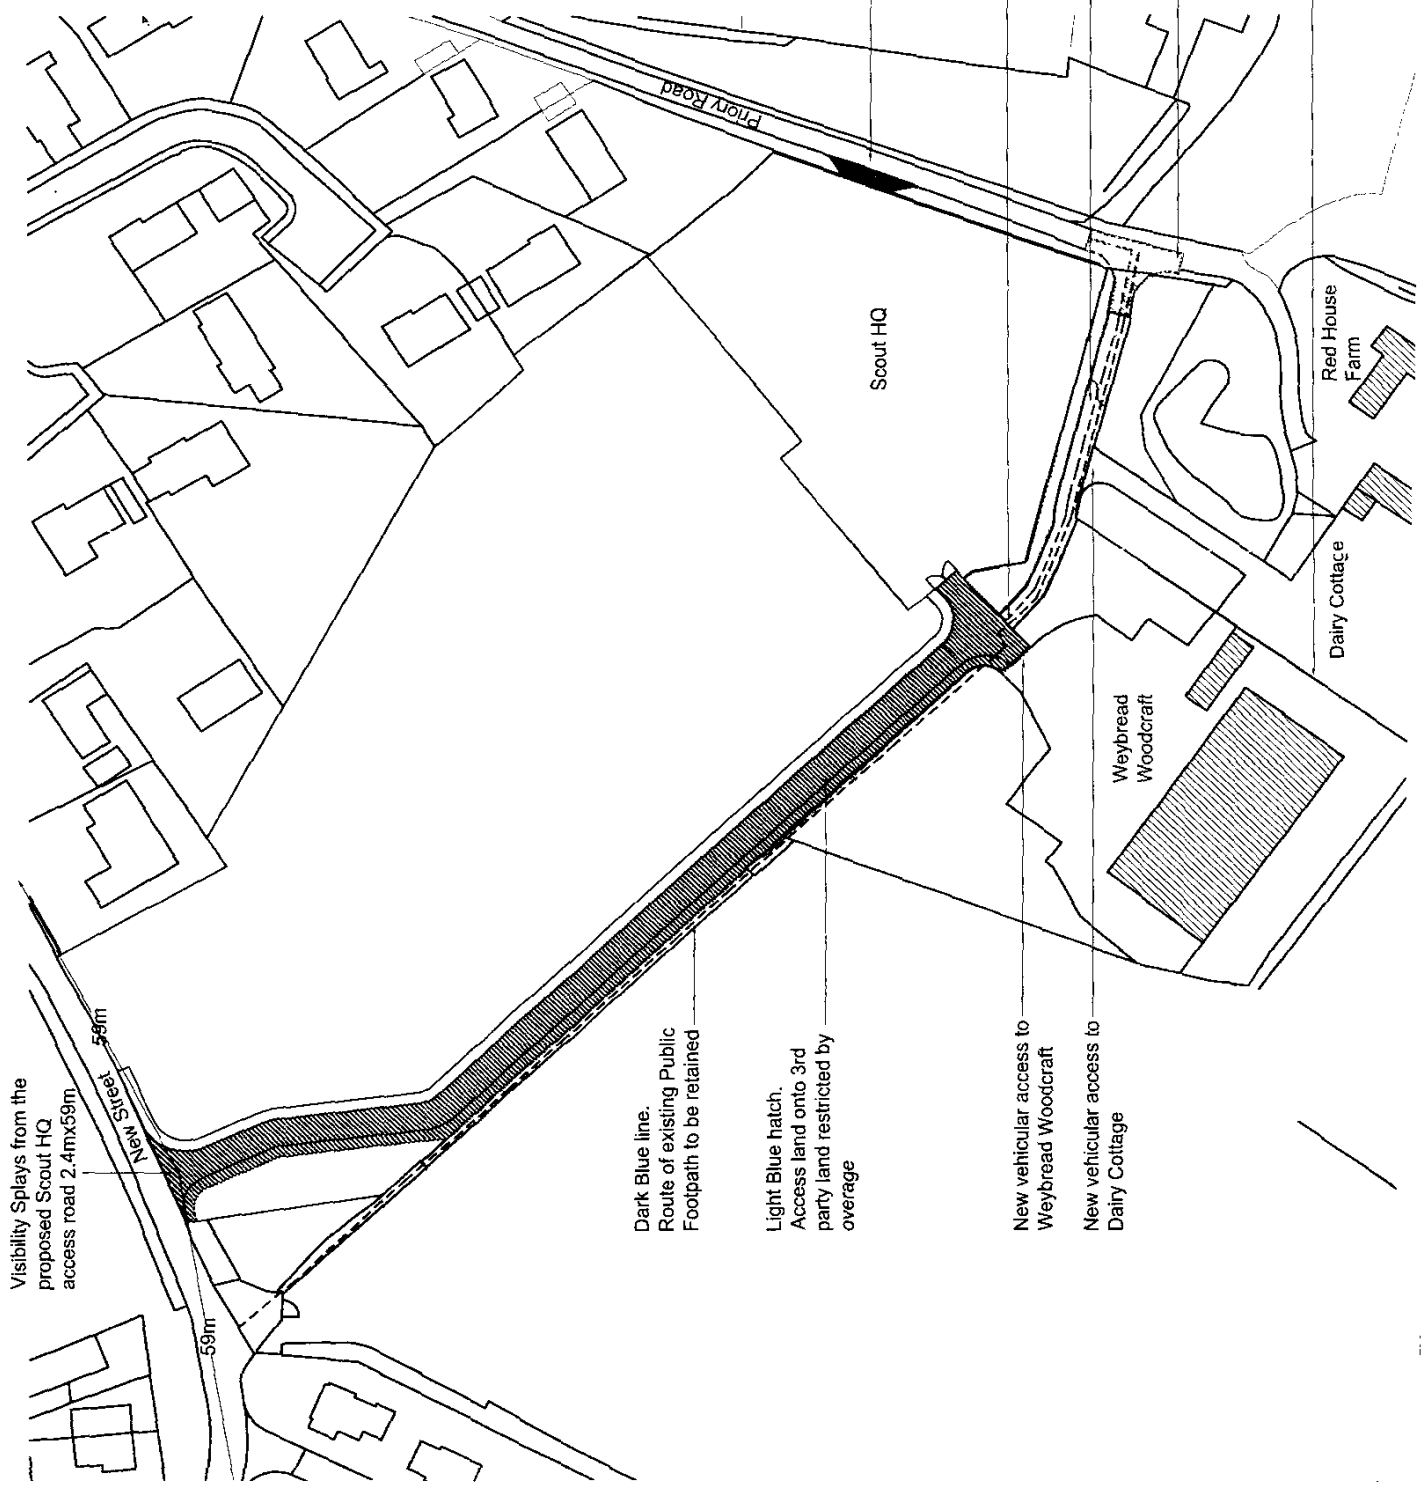 Visibility Splays from the
proposed Scout HQ
access road 2.4mx59m
New Street
59m
59m
Priory Road
Scout HQ
Red House
Farm
Dairy Cottage
Weybread
Woodcraft
Dark Blue line.
Route of existing Public
Footpath to be retained
Light Blue hatch.
Access land onto 3rd
party land restricted by
overage
New vehicular access to
Weybread Woodcraft
New vehicular access to
Dairy Cottage